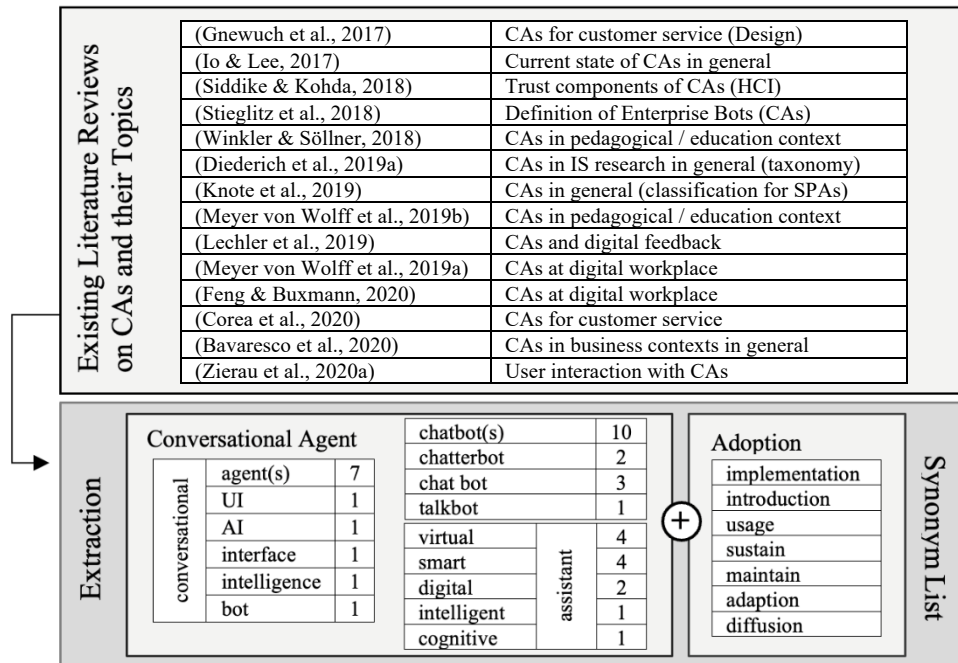 Existing Literature Reviews
on CAs and their Topics
(Gnewuch et al., 2017) CAs for customer service (Design)
(Io & Lee, 2017) Current state of CAs in general
(Siddike & Kohda, 2018) Trust components of CAs (HCI)
(Stieglitz et al., 2018) Definition of Enterprise Bots (CAs)
(Winkler & Söllner, 2018) CAs in pedagogical / education context
(Diederich et al., 2019a) CAs in IS research in general (taxonomy)
(Knote et al., 2019) CAs in general (classification for SPAs)
(Meyer von Wolff et al., 2019b) CAs in pedagogical / education context
(Lechler et al., 2019) CAs and digital feedback
(Meyer von Wolff et al., 2019a) CAs at digital workplace
(Feng & Buxmann, 2020) CAs at digital workplace
(Corea et al., 2020) CAs for customer service
(Bavaresco et al., 2020) CAs in business contexts in general
(Zierau et al., 2020a) User interaction with CAs
Extraction
Conversational Agent
conversational
agent(s) 7
UI 1
AI 1
interface 1
intelligence 1
bot 1
chatbot(s) 10
chatterbot 2
chat bot 3
talkbot 1
virtual 4
smart 4
digital 2
intelligent 1
cognitive 1
assistant
+
Adoption
implementation
introduction
usage
sustain
maintain
adaption
diffusion
Synonym List